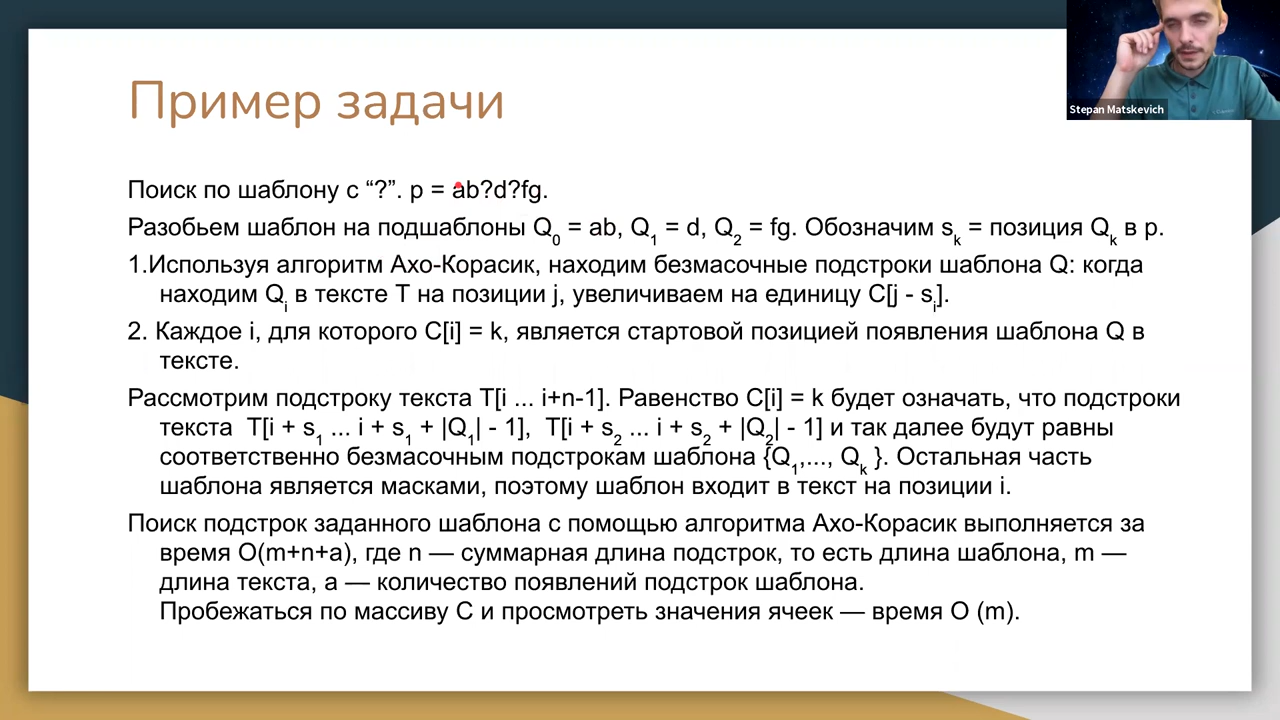 Stepan Matskevich
Пример задачи
Поиск по шаблону с “?”. p = ab?d?fg.
Разобьем шаблон на подшаблоны Q0 = ab, Q1 = d, Q2 = fg. Обозначим sk = позиция Qk в p.
1.Используя алгоритм Ахо-Корасик, находим безмасочные подстроки шаблона Q: когда
находим Qi в тексте T на позиции j, увеличиваем на единицу C[j - si].
2. Каждое i, для которого C[i] = k, является стартовой позицией появления шаблона Q в
тексте.
Рассмотрим подстроку текста T[i ... i+n-1]. Равенство C[i] = k будет означать, что подстроки
текста T[i + s1 ... i + s1 + |Q1| - 1], T[i + s2 ... i + s2 + |Q2| - 1] и так далее будут равны
соответственно безмасочным подстрокам шаблона {Q1,..., Qk }. Остальная часть
шаблона является масками, поэтому шаблон входит в текст на позиции i.
Поиск подстрок заданного шаблона с помощью алгоритма Ахо-Корасик выполняется за
время O(m+n+a), где n — суммарная длина подстрок, то есть длина шаблона, m —
длина текста, a — количество появлений подстрок шаблона.
Пробежаться по массиву C и просмотреть значения ячеек — время O (m).